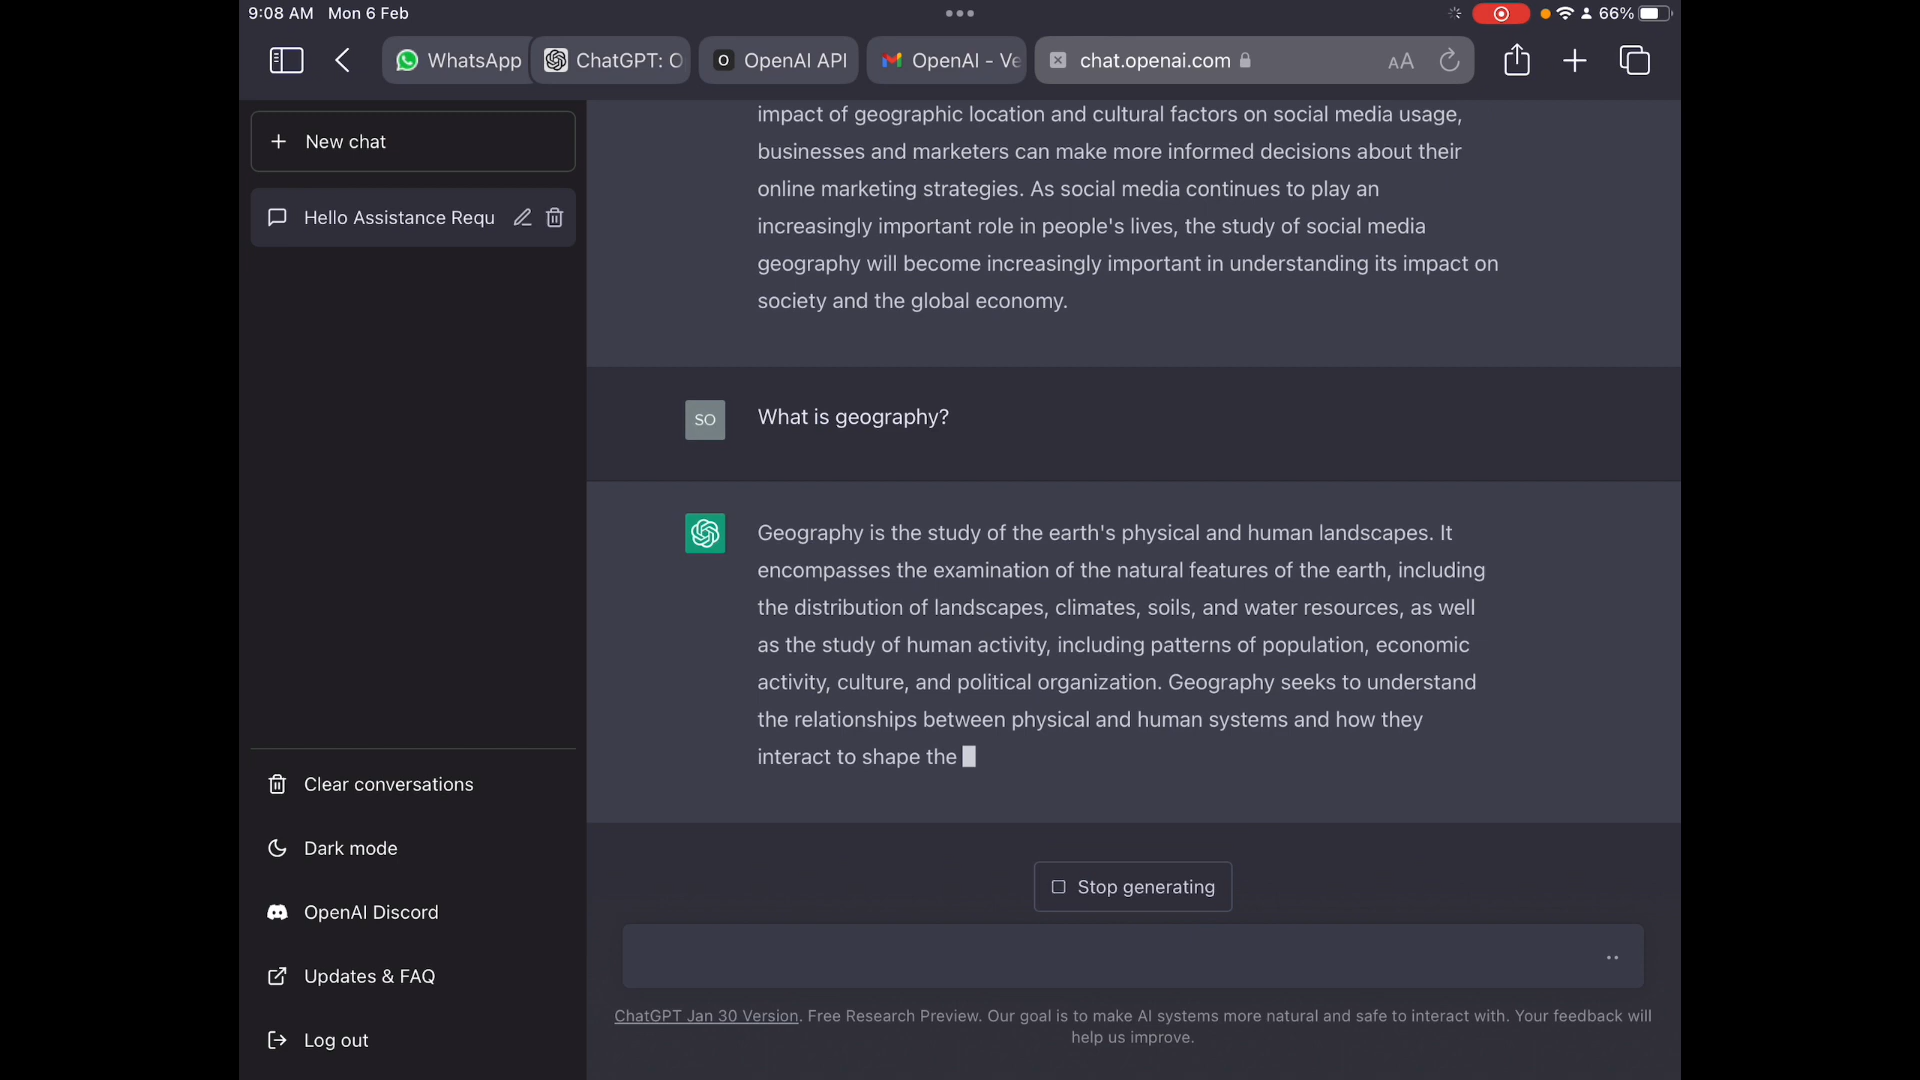 9:08 AM Mon 6 Feb
66%
WhatsApp
ChatGPT: O
OpenAI API
OpenAI - Ve
chat.openai.com
AA
New chat
Hello Assistance Requ
impact of geographic location and cultural factors on social media usage,
businesses and marketers can make more informed decisions about their
online marketing strategies. As social media continues to play an
increasingly important role in people's lives, the study of social media
geography will become increasingly important in understanding its impact on
society and the global economy.
SO
What is geography?
Geography is the study of the earth's physical and human landscapes. It
encompasses the examination of the natural features of the earth, including
the distribution of landscapes, climates, soils, and water resources, as well
as the study of human activity, including patterns of population, economic
activity, culture, and political organization. Geography seeks to understand
the relationships between physical and human systems and how they
interact to shape the
Clear conversations
Dark mode
OpenAI Discord
Updates & FAQ
Log out
Stop generating
ChatGPT Jan 30 Version. Free Research Preview. Our goal is to make AI systems more natural and safe to interact with. Your feedback will
help us improve.